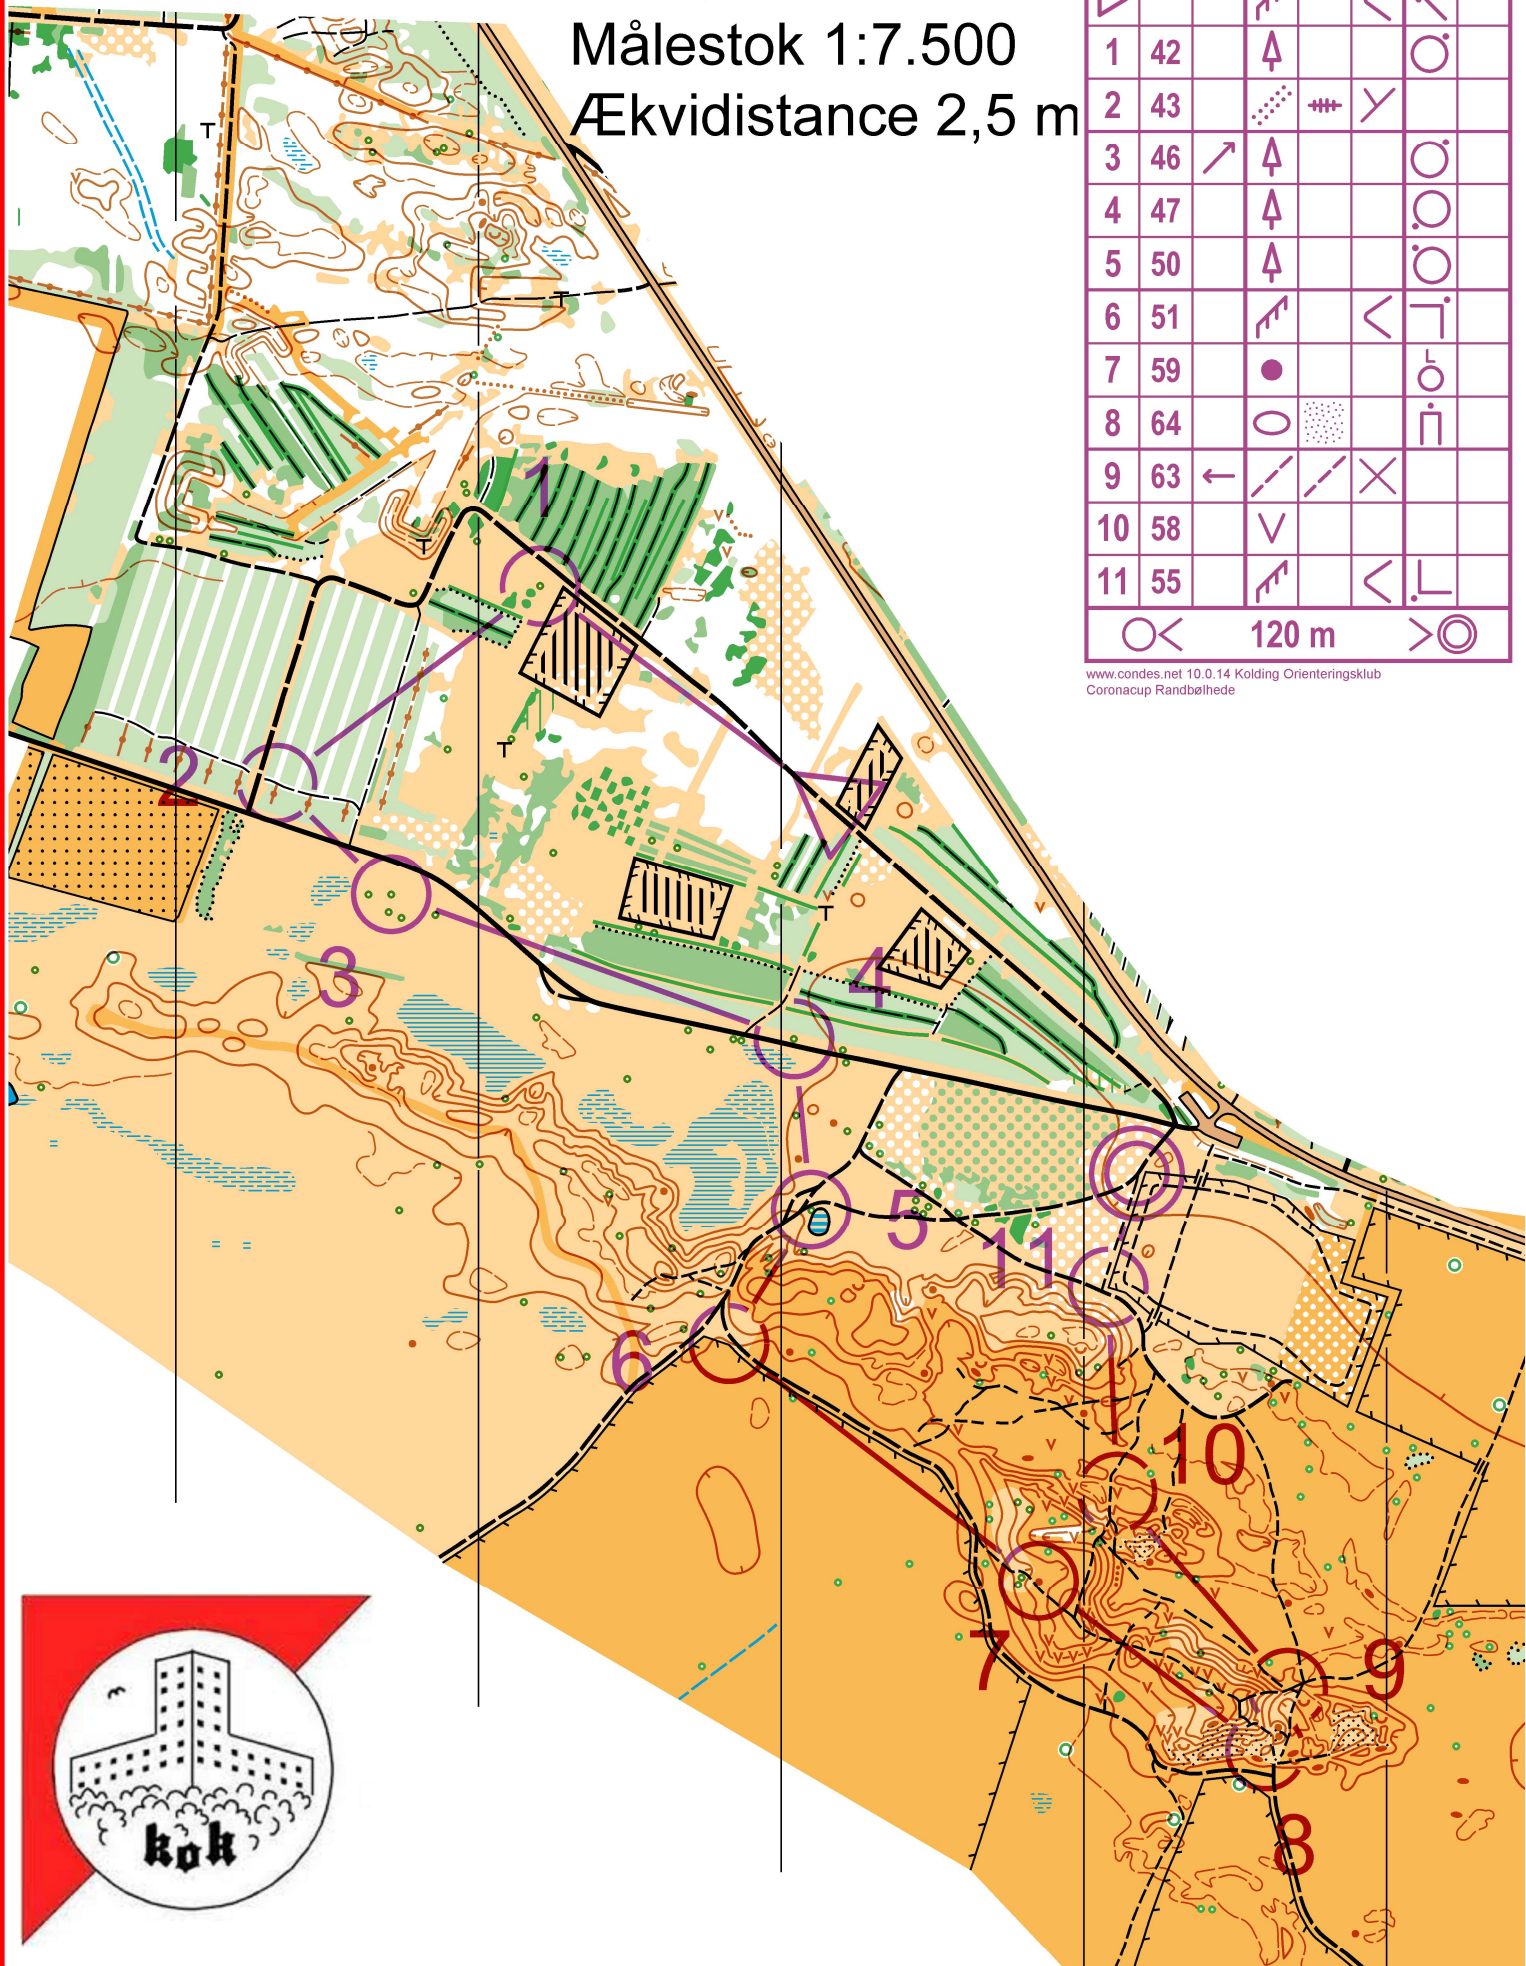 Målestok 1:7.500
Ækvidistance 2,5 m
1 42
2 43
3 46
4 47
5 50
6 51
7 59
8 64
9 63
10 58
11 55
120 m
www.condes.net 10.0.14 Kolding Orienteringsklub
Coronacup Randbølhede
T
T
1
T
T
2
T
3
4
5
11
6
10
7
9
8
kok